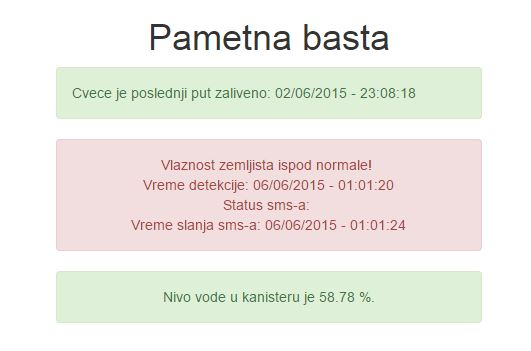 Pametna basta
Cvece je poslednji put zaliveno: 02/06/2015 - 23:08:18
Vlaznost zemljista ispod normale!
Vreme detekcije: 06/06/2015 - 01:01:20
Status sms-a:
Vreme slanja sms-a: 06/06/2015 - 01:01:24
Nivo vode u kanisteru je 58.78 %.